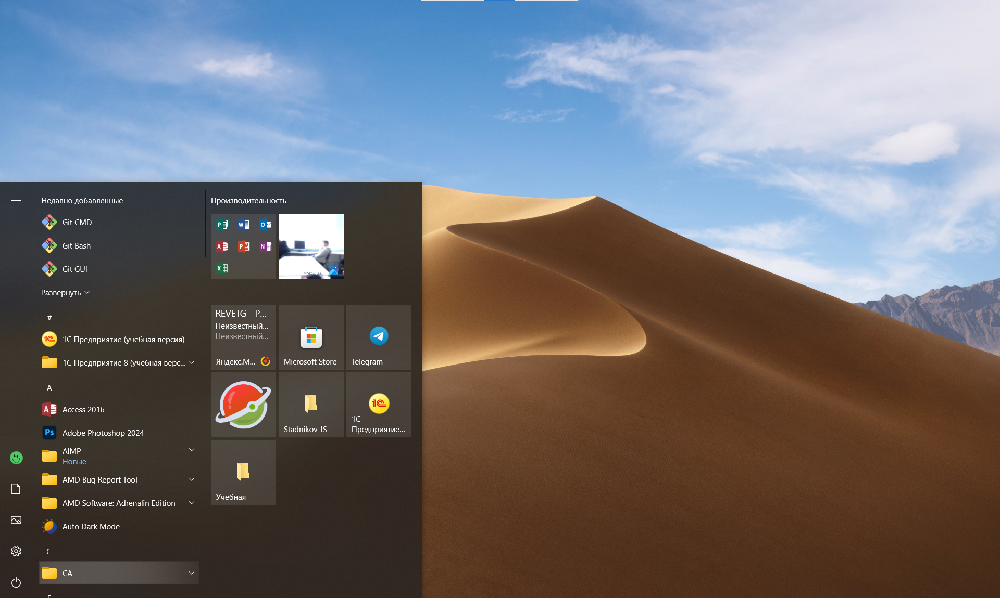 Недавно добавленные
Git CMD
Git Bash
Git GUI
Развернуть
#
1С Предприятие (учебная версия)
1С Предприятие 8 (учебная верс...
A
Access 2016
Adobe Photoshop 2024
AIMP
Новые
AMD Bug Report Tool
AMD Software: Adrenalin Edition
Auto Dark Mode
C
CA
Производительность
REVETG - P...
Неизвестный...
Неизвестный...
Яндекс.М...
Microsoft Store
Telegram
Stadnikov_IS
1С
Предприятие...
Учебная